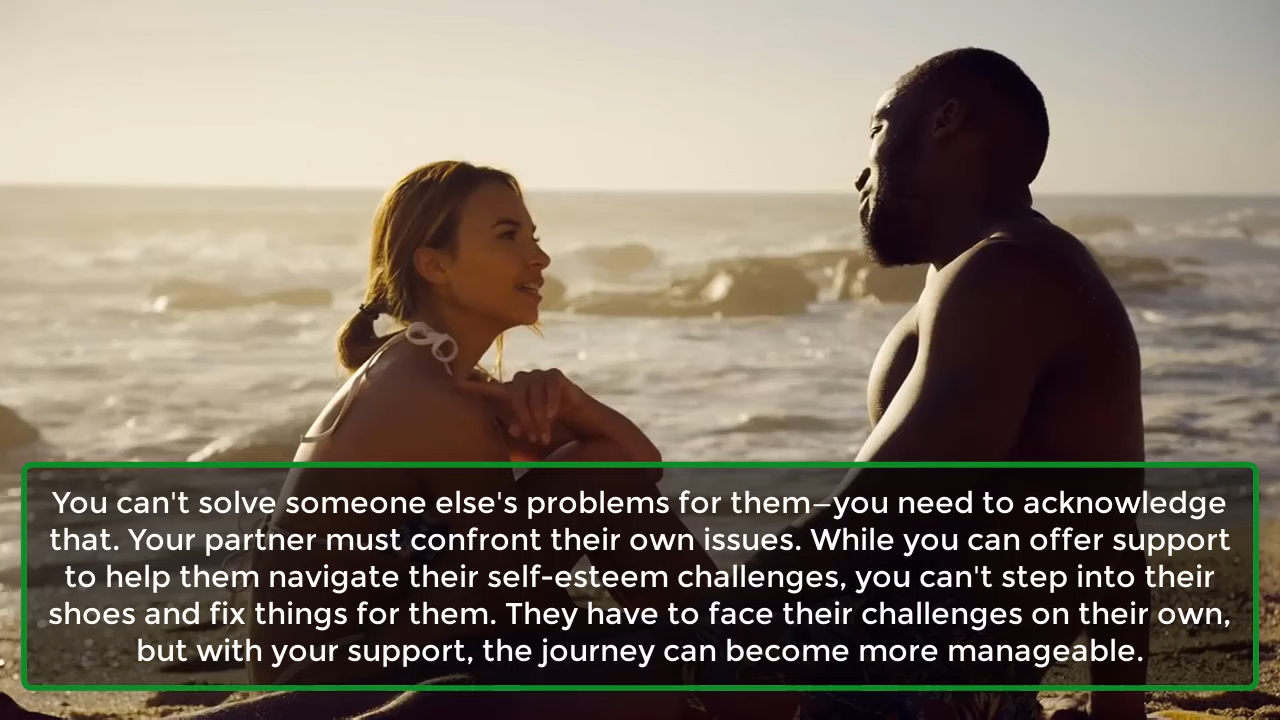 You can't solve someone else's problems for them—you need to acknowledge
that. Your partner must confront their own issues. While you can offer support
to help them navigate their self-esteem challenges, you can't step into their
shoes and fix things for them. They have to face their challenges on their own,
but with your support, the journey can become more manageable.